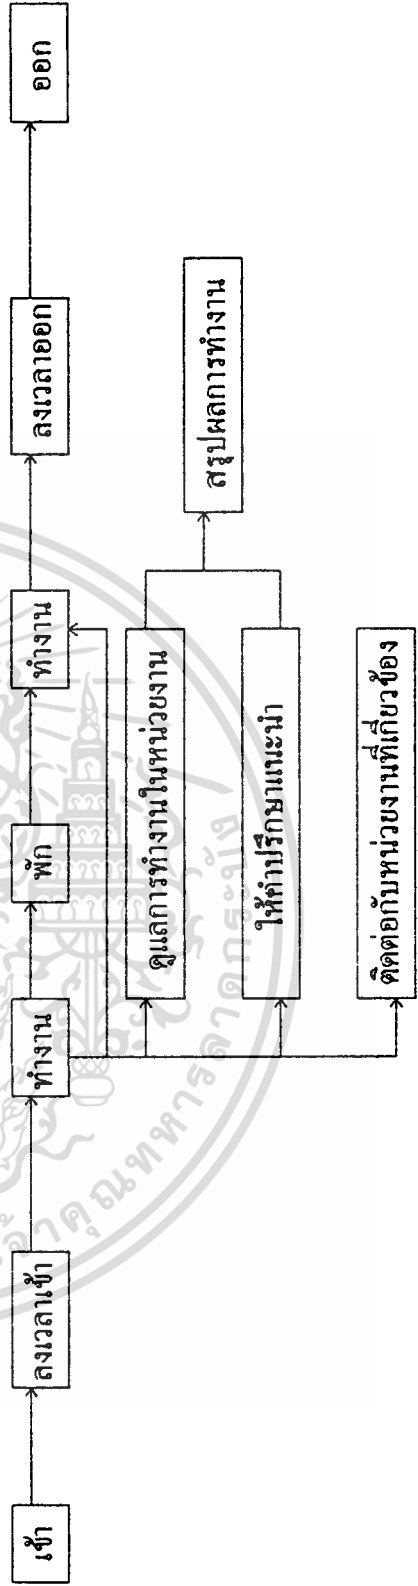 เข้า
ลงเวลาเข้า
ทำงาน
พัก
ทำงาน
ลงเวลาออก
ออก
ดูแลการทำงานในหน่วยงาน
ให้คำปรึกษาแนะนำ
ติดต่อกับหน่วยงานที่เกี่ยวข้อง
สรุปผลการทำงาน